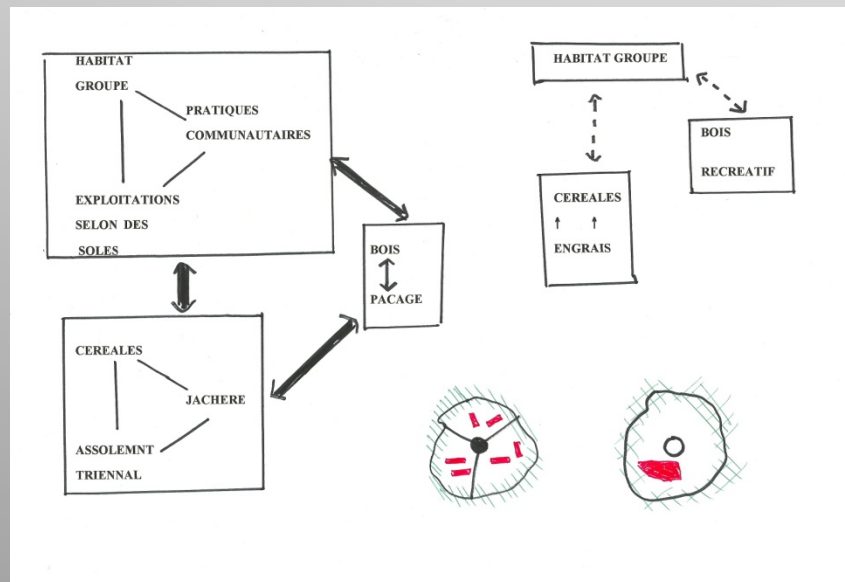 HABITAT
GROUPE
PRATIQUES
COMMUNAUTAIRES
EXPLOITATIONS
SELON DES
SOLES
BOIS
PACAGE
CEREALES
JACHERE
ASSOLEMNT
TRIENNAL
HABITAT GROUPE
BOIS
RECREATIF
CEREALES
ENGRAIS